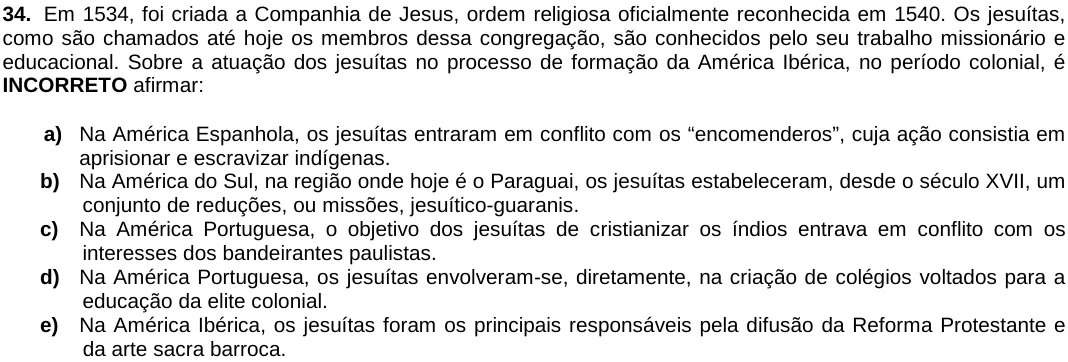 34. Em 1534, foi criada a Companhia de Jesus, ordem religiosa oficialmente reconhecida em 1540. Os jesuítas,
como são chamados até hoje os membros dessa congregação, são conhecidos pelo seu trabalho missionário e
educacional. Sobre a atuação dos jesuítas no processo de formação da América Ibérica, no período colonial, é
INCORRETO afirmar:
a) Na América Espanhola, os jesuítas entraram em conflito com os “encomenderos”, cuja ação consistia em
aprisionar e escravizar indígenas.
b) Na América do Sul, na região onde hoje é o Paraguai, os jesuítas estabeleceram, desde o século XVII, um
conjunto de reduções, ou missões, jesuítico-guaranis.
c) Na América Portuguesa, o objetivo dos jesuítas de cristianizar os índios entrava em conflito com os
interesses dos bandeirantes paulistas.
d) Na América Portuguesa, os jesuítas envolveram-se, diretamente, na criação de colégios voltados para a
educação da elite colonial.
e) Na América Ibérica, os jesuítas foram os principais responsáveis pela difusão da Reforma Protestante e
da arte sacra barroca.